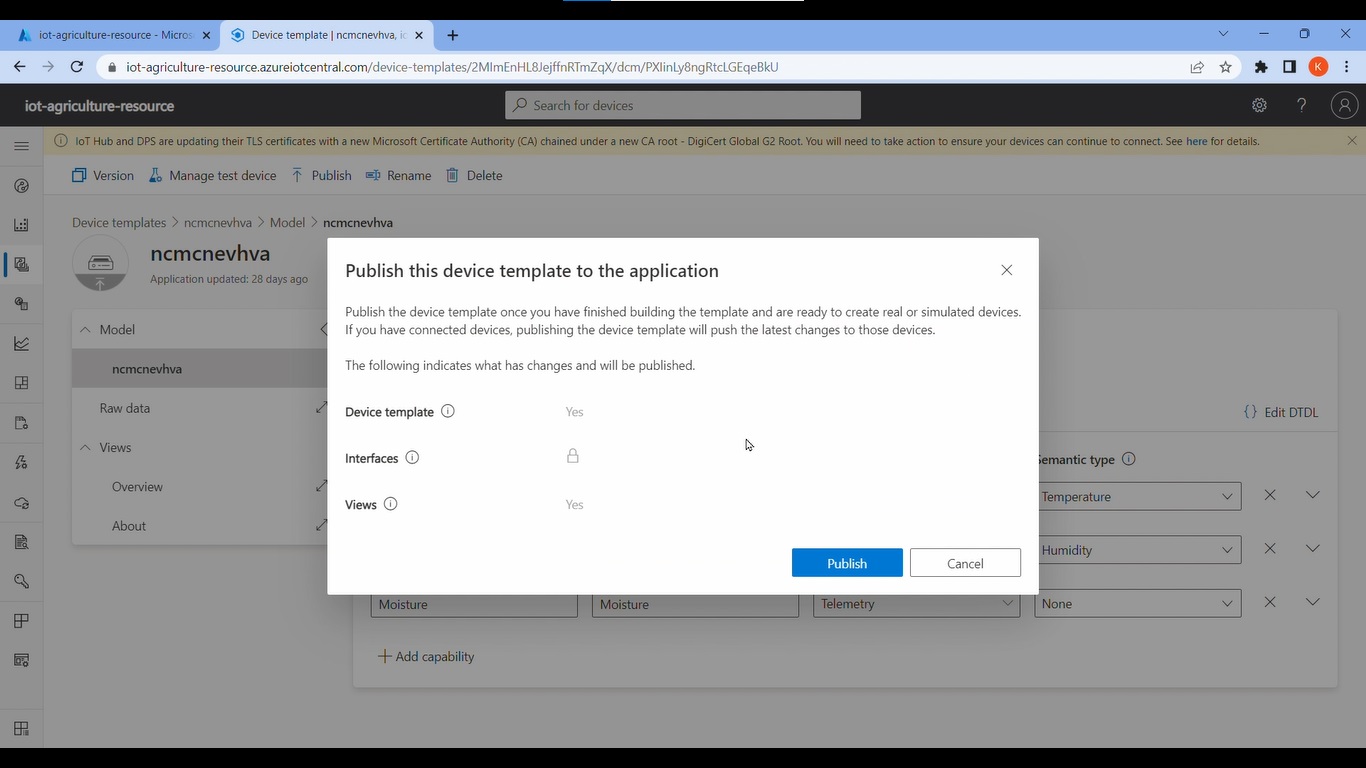 iot-agriculture-resource - Micros
Device template | ncmcnevhva, io
iot-agriculture-resource.azureiotcentral.com/device-templates/2MImEnHL8JejffnRTmZqX/dcm/PXIinLy8ngRtcLGEqeBkU
K
iot-agriculture-resource
Search for devices
?
IoT Hub and DPS are updating their TLS certificates with a new Microsoft Certificate Authority (CA) chained under a new CA root - DigiCert Global G2 Root. You will need to take action to ensure your devices can continue to connect. See here for details.
Version
Manage test device
Publish
Rename
Delete
Device templates > ncmcnevhva > Model > ncmcnevhva
ncmcnevhva
Application updated: 28 days ago
Model
ncmcnevhva
Raw data
Views
Overview
About
Publish this device template to the application
Publish the device template once you have finished building the template and are ready to create real or simulated devices.
If you have connected devices, publishing the device template will push the latest changes to those devices.
The following indicates what has changes and will be published.
Device template
Yes
Interfaces
Views
Yes
Publish
Cancel
{} Edit DTDL
Semantic type
Temperature
Humidity
Moisture
Moisture
Telemetry
None
+ Add capability